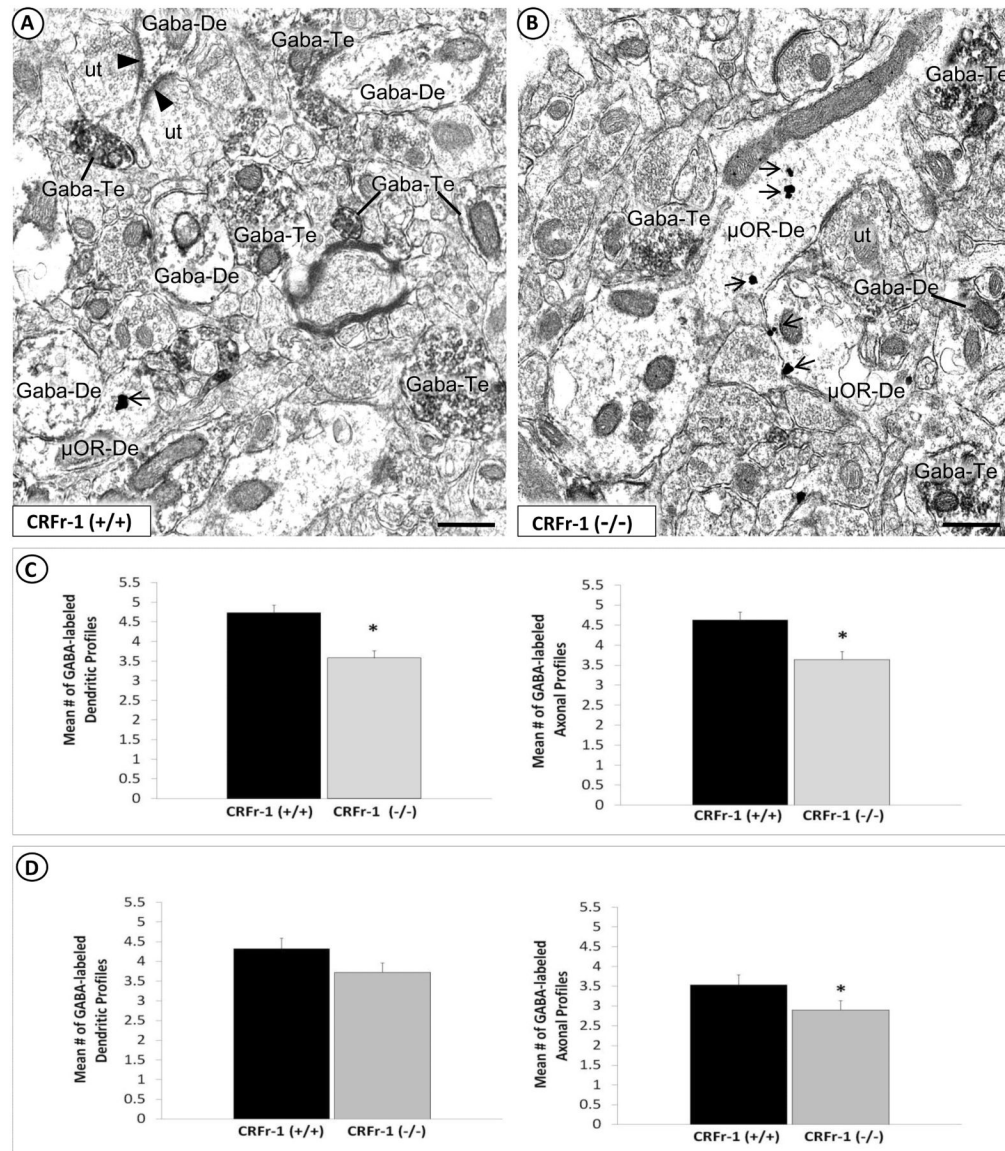 A
Gaba-De
Gaba-Te
ut
Gaba-De
ut
Gaba-Te
Gaba-Te
Gaba-Te
Gaba-De
Gaba-De
Gaba-Te
µOR-De
CRFr-1 (+/+)
B
Gaba-Te
µOR-De
Gaba-Te
ut
Gaba-De
µOR-De
Gaba-Te
CRFr-1 (-/-)
C
Mean # of GABA-labeled
Dendritic Profiles
5.5
5
4.5
4
3.5
3
2.5
2
1.5
1
0.5
0
*
CRFr-1 (+/+) CRFr-1 (-/-)
Mean # of GABA-labeled
Axonal Profiles
5.5
5
4.5
4
3.5
3
2.5
2
1.5
1
0.5
0
*
CRFr-1 (+/+) CRFr-1 (-/-)
D
Mean # of GABA-labeled
Dendritic Profiles
5.5
5
4.5
4
3.5
3
2.5
2
1.5
1
0.5
0
CRFr-1 (+/+) CRFr-1 (-/-)
Mean # of GABA-labeled
Axonal Profiles
5.5
5
4.5
4
3.5
3
2.5
2
1.5
1
0.5
0
*
CRFr-1 (+/+) CRFr-1 (-/-)